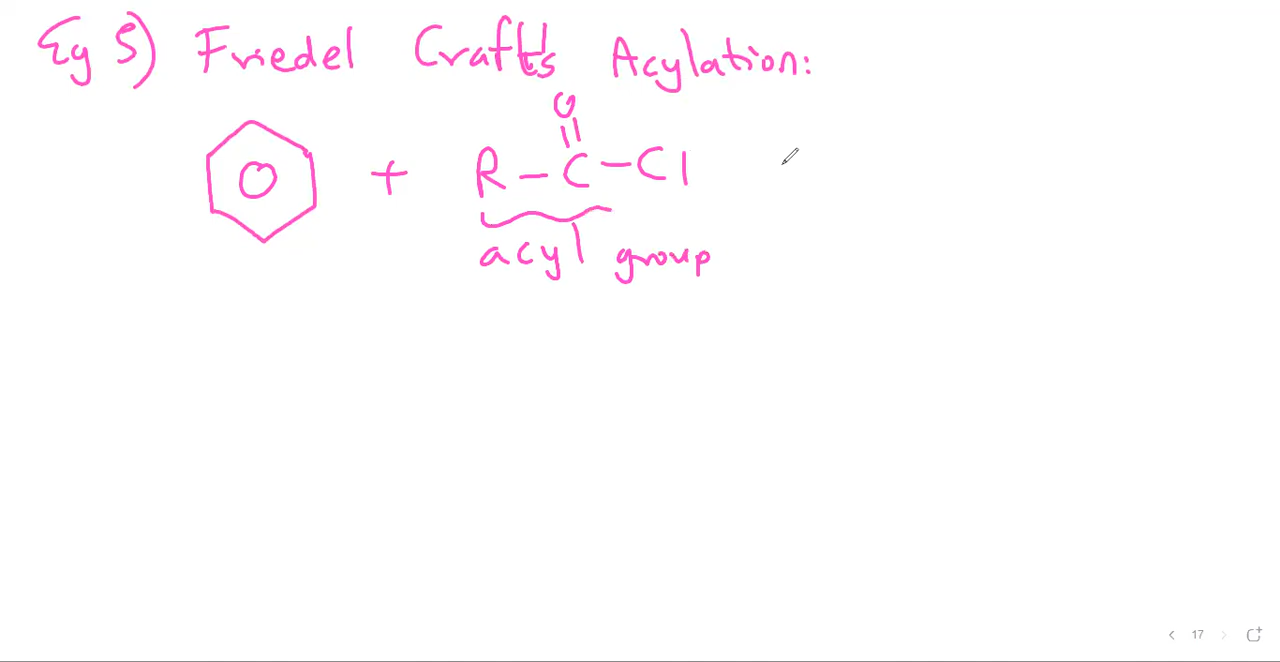 Eg 5) Friedel Crafts Acylation:
O
+ R - C - Cl
acyl group
17